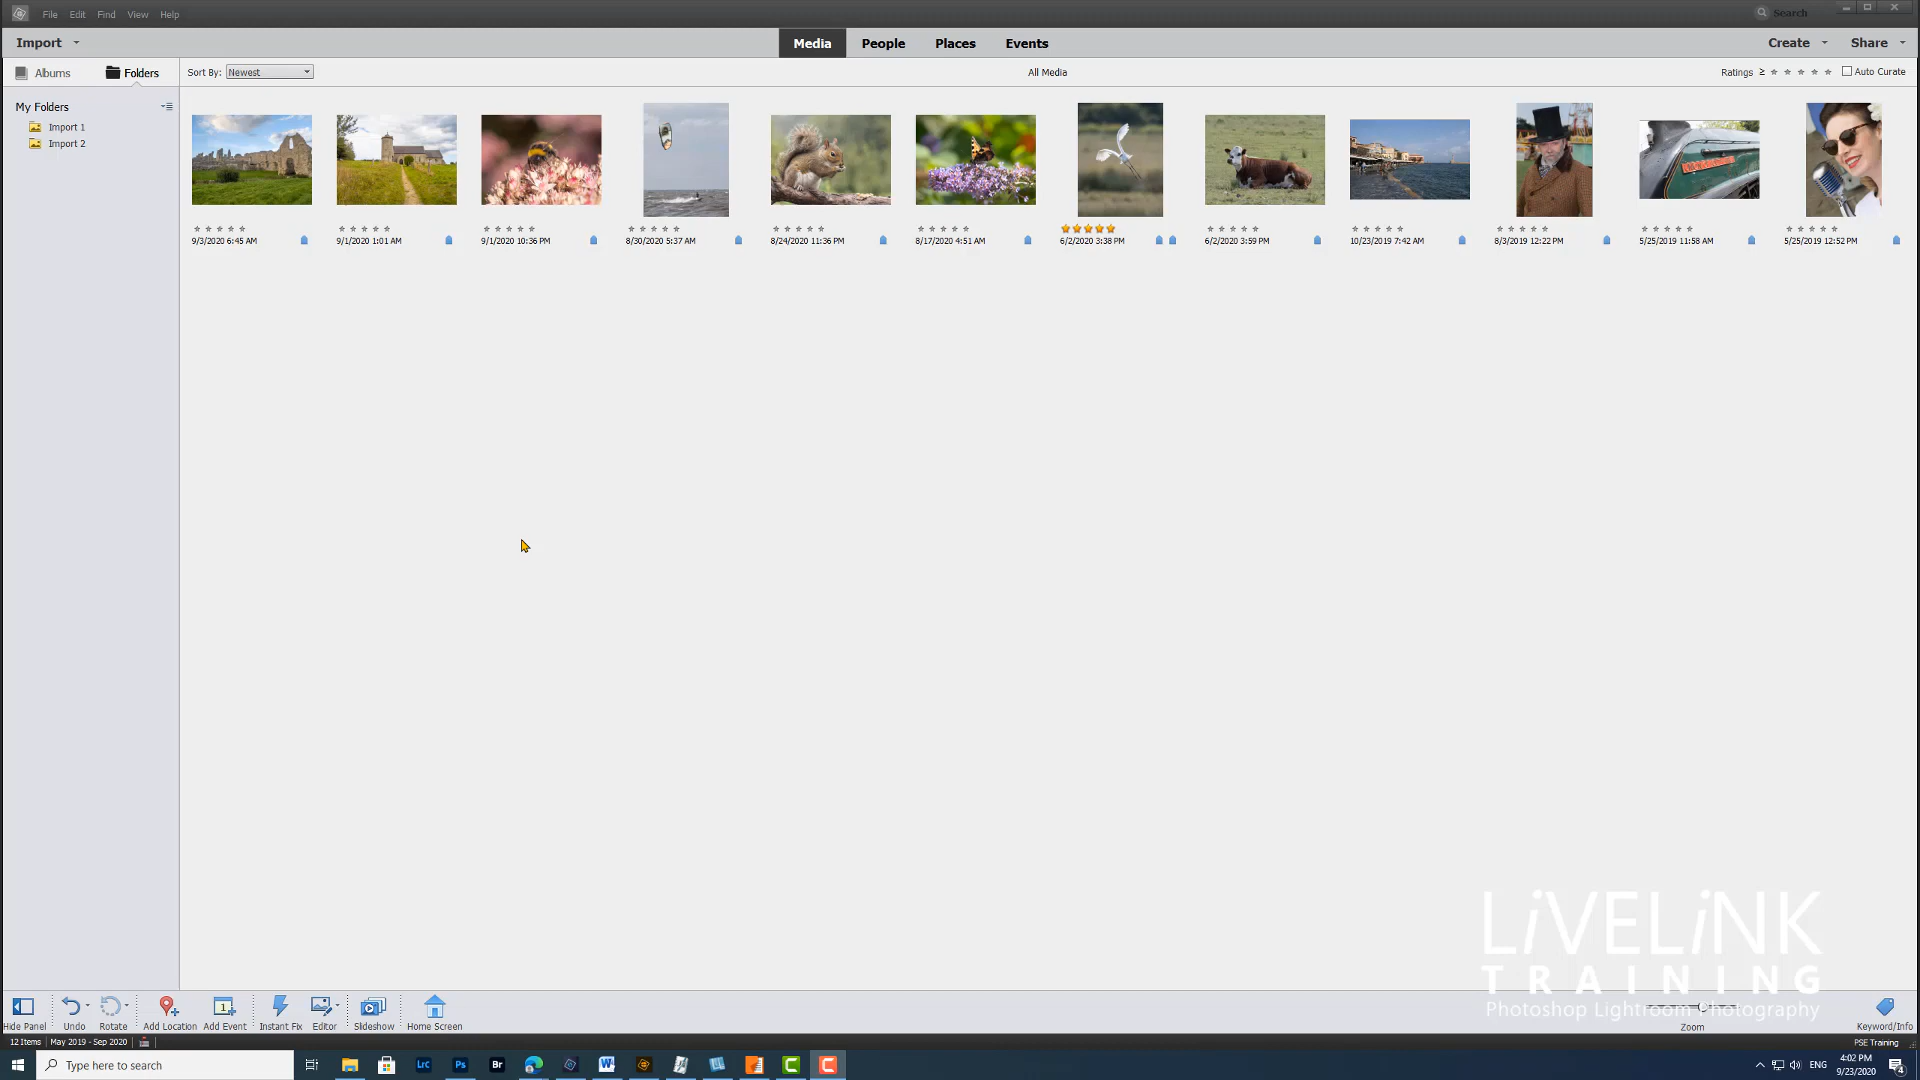 File Edit Find View Help
Search
Import
Media People Places Events
Create Share
Albums Folders
Sort By: Newest
All Media
Ratings ≥ Auto Curate
My Folders
Import 1
Import 2
9/3/2020 6:45 AM
9/1/2020 1:01 AM
9/1/2020 10:36 PM
8/30/2020 5:37 AM
8/24/2020 11:36 PM
8/17/2020 4:51 AM
6/2/2020 3:38 PM
6/2/2020 3:59 PM
10/23/2019 7:42 AM
8/3/2019 12:22 PM
5/25/2019 11:58 AM
5/25/2019 12:52 PM
LiVELiNK
TRAINING
Photoshop Lightroom Photography
Hide Panel Undo Rotate Add Location 1 Add Event Instant Fix Editor Slideshow Home Screen Zoom Keyword/Info
12 Items May 2019 - Sep 2020 PSE Training
Type here to search
LrC Ps Br W
ENG
4:02 PM
9/23/2020
4